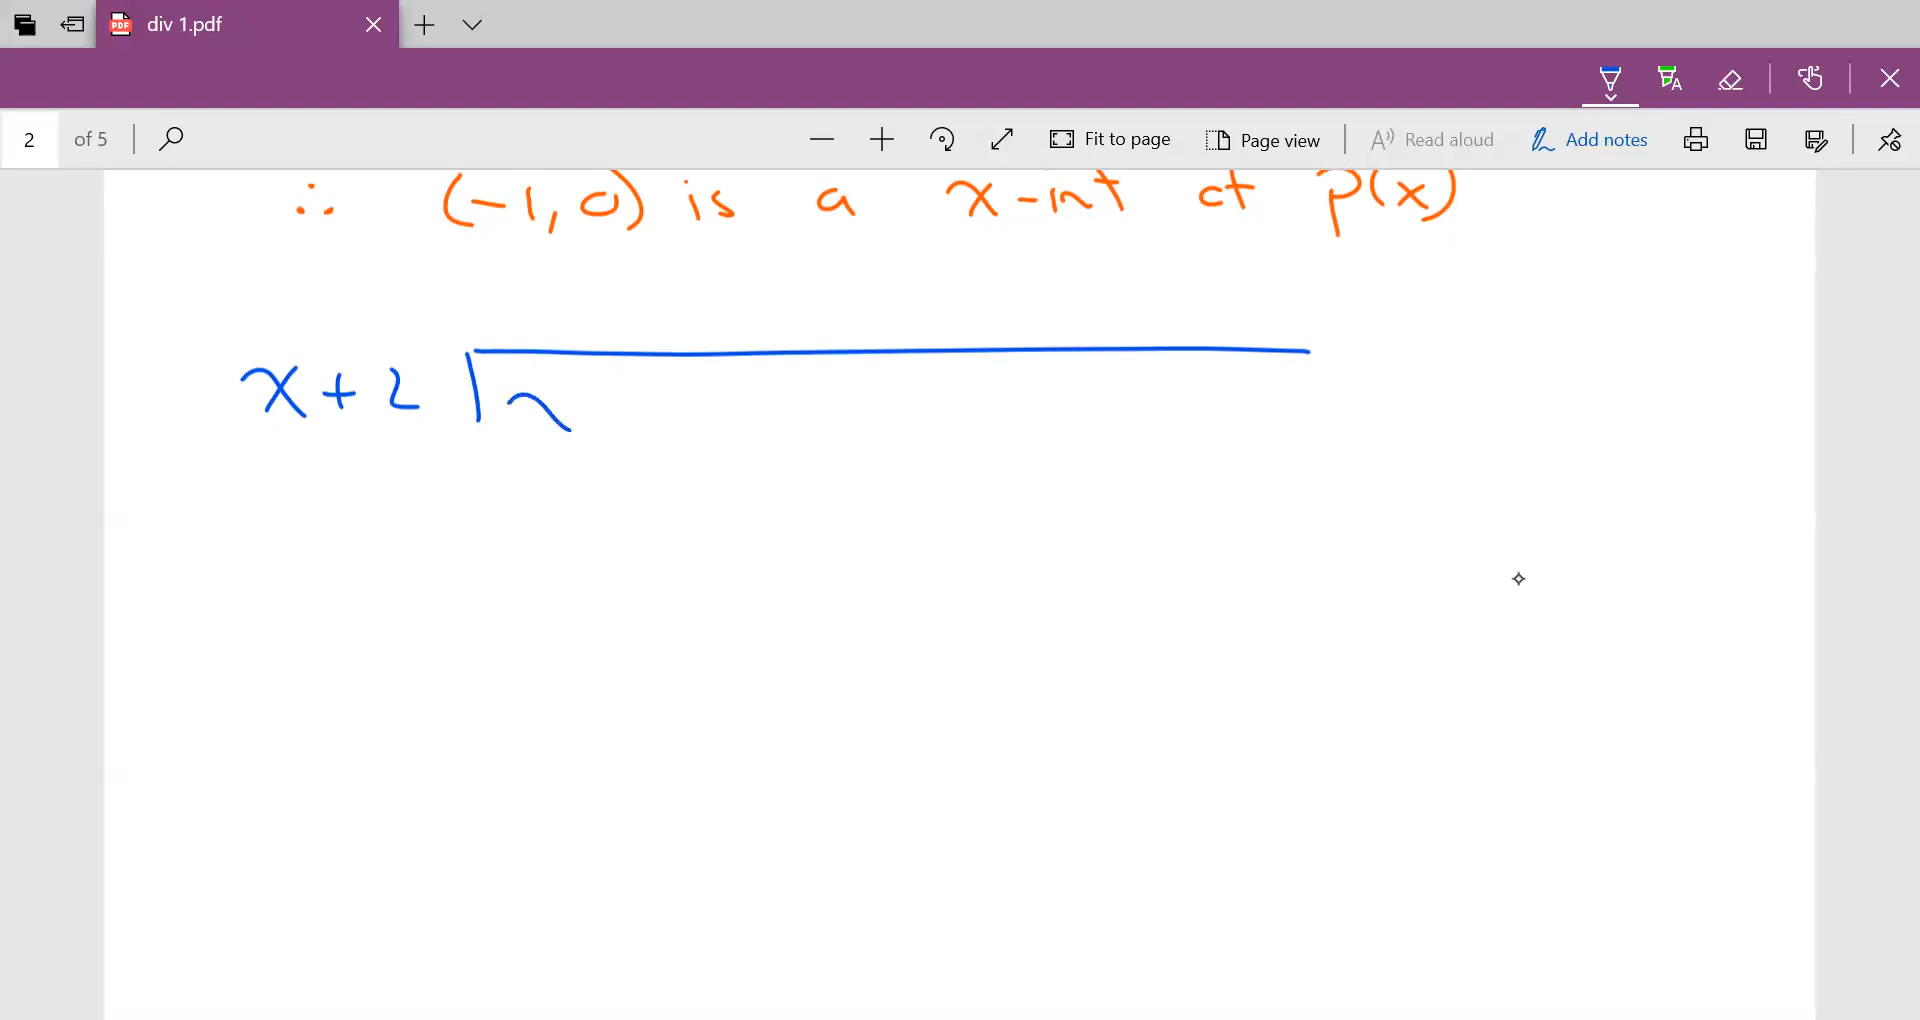 div 1.pdf
2 of 5 Fit to page Page view Read aloud Add notes
∴ (-1, 0) is a x-int at p(x)
x + 2